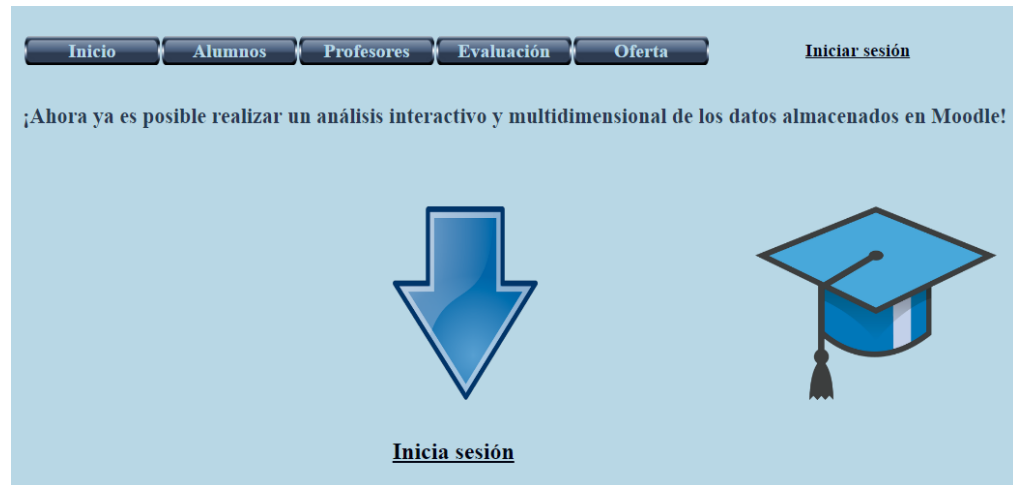 Inicio Alumnos Profesores Evaluación Oferta Iniciar sesión
¡Ahora ya es posible realizar un análisis interactivo y multidimensional de los datos almacenados en Moodle!
Inicia sesión